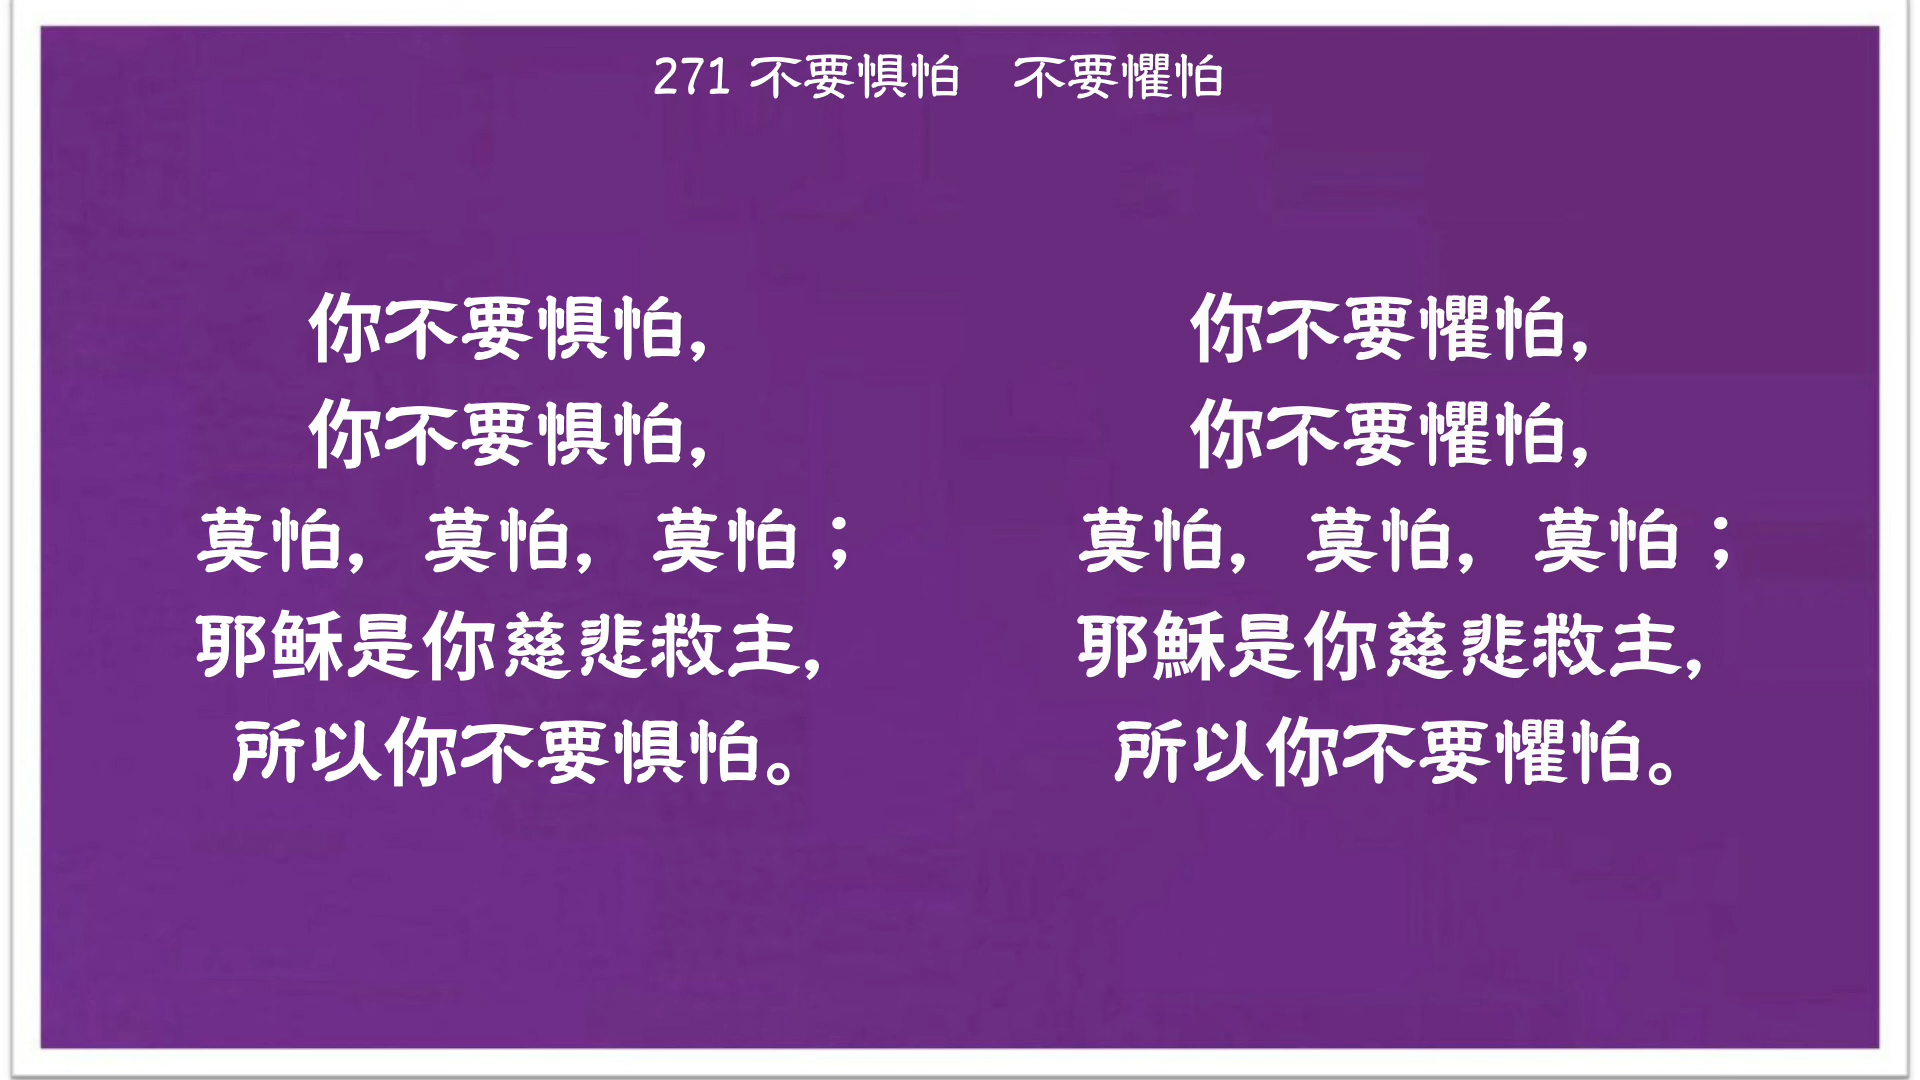 271 不要惧怕　不要懼怕
你不要惧怕，
你不要惧怕，
莫怕，莫怕，莫怕；
耶稣是你慈悲救主，
所以你不要惧怕。
你不要懼怕，
你不要懼怕，
莫怕，莫怕，莫怕；
耶穌是你慈悲救主，
所以你不要懼怕。